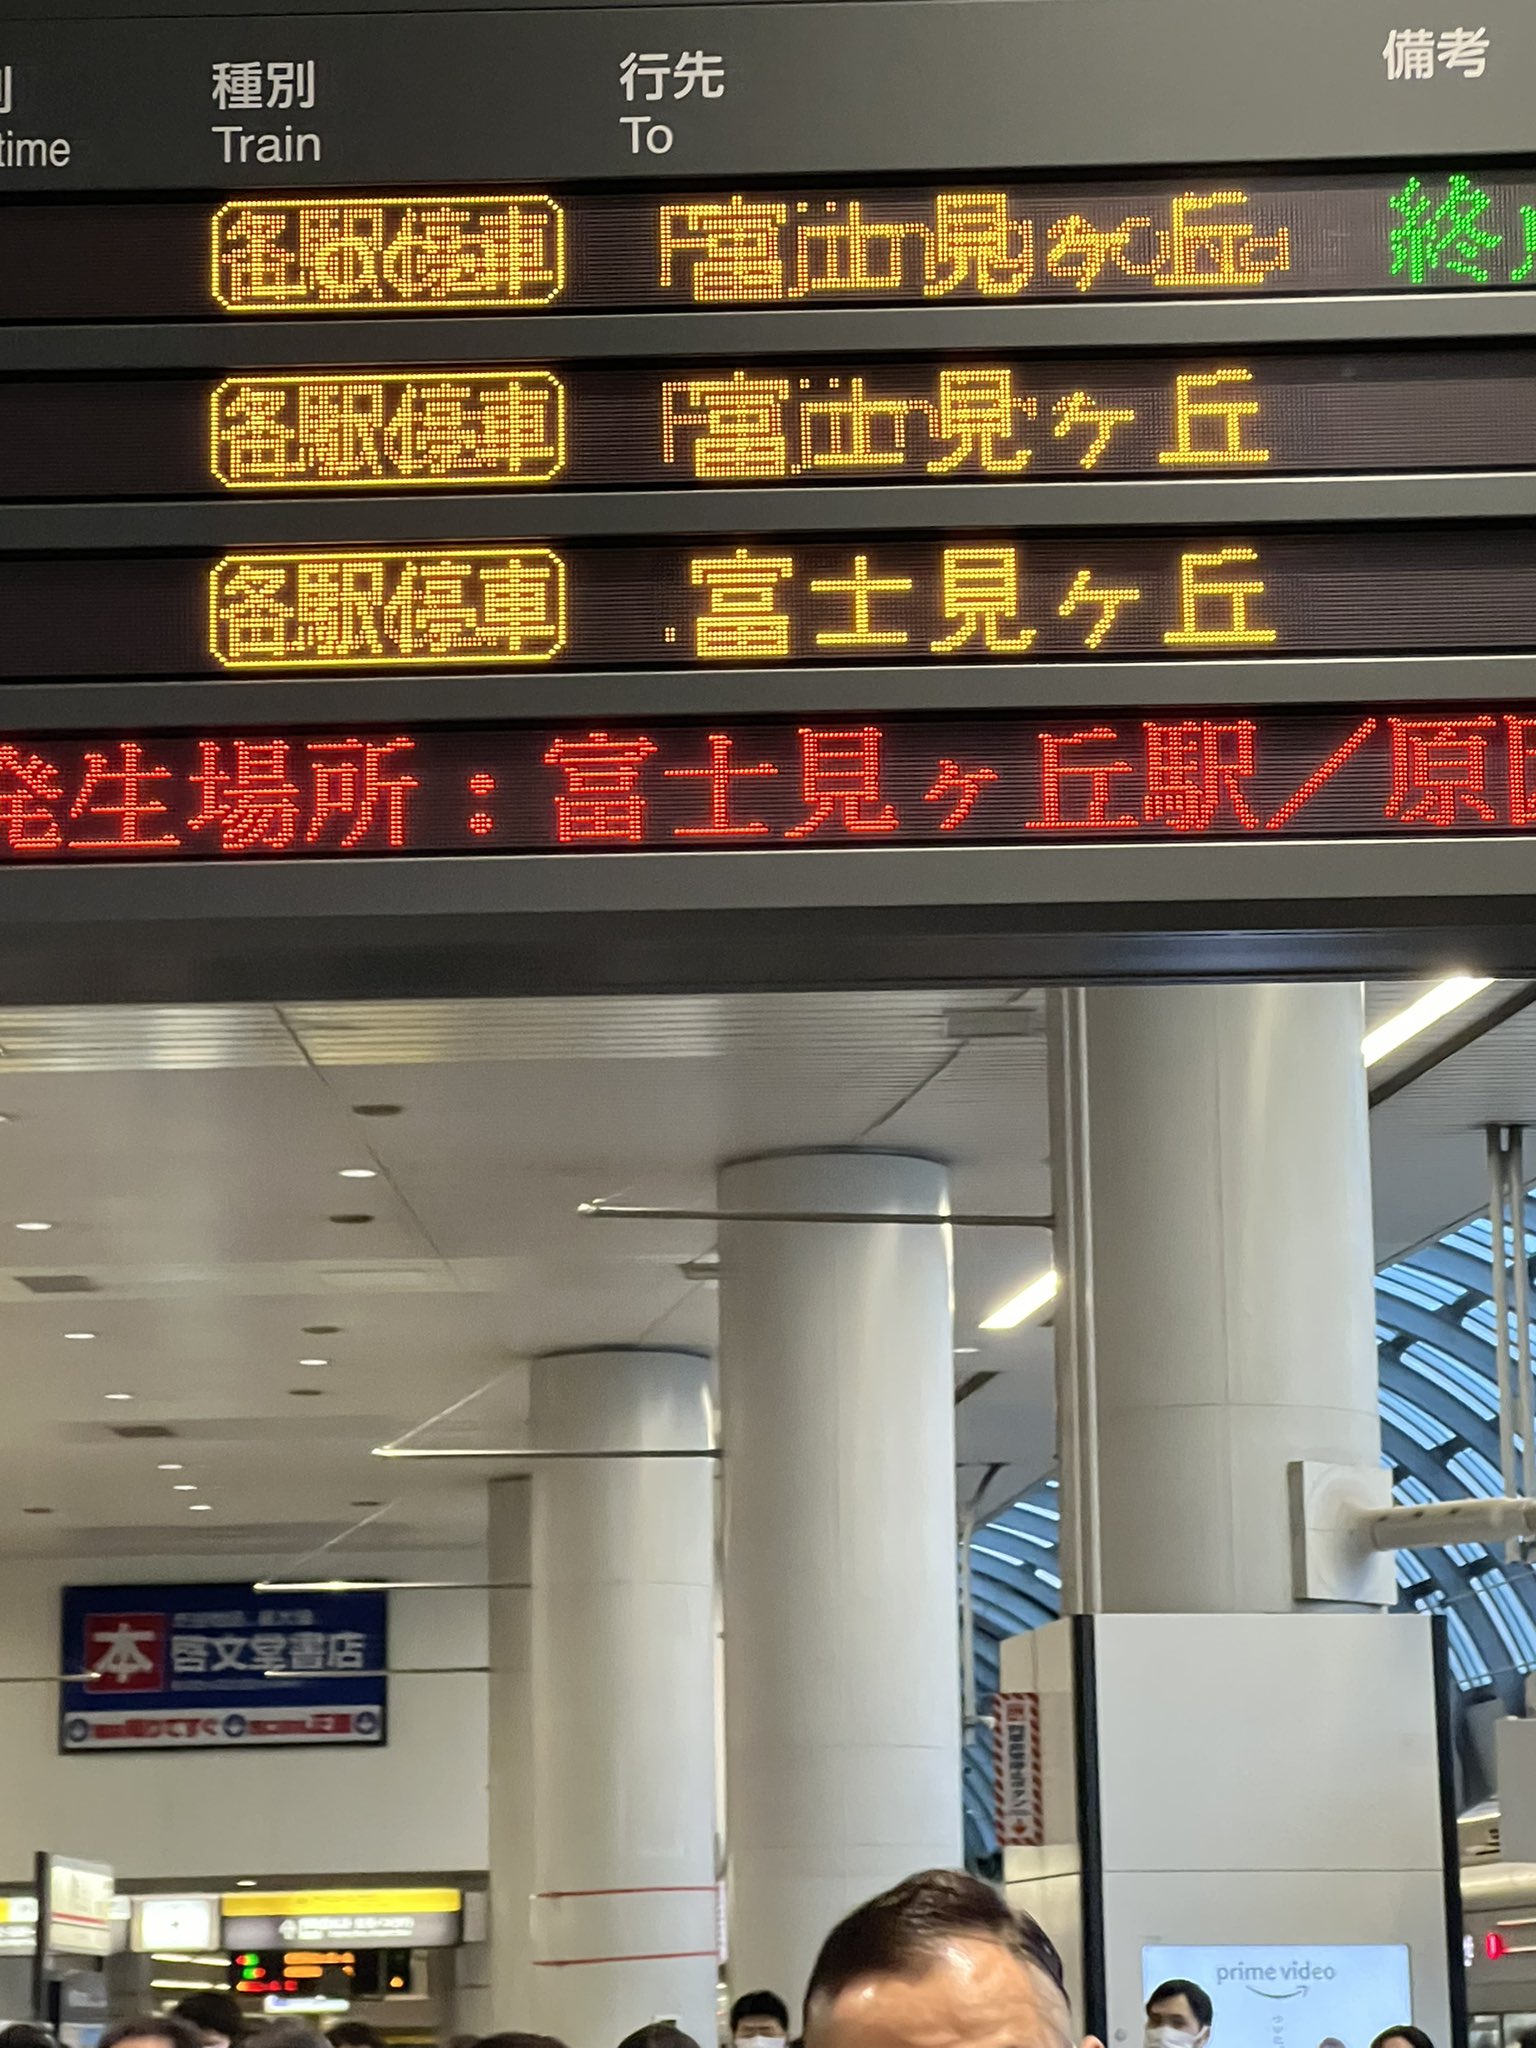 種別 行先 備考
time Train To
各駅停車 富士見ヶ丘 終
各駅停車 富士見ヶ丘
各駅停車 富士見ヶ丘
発生場所：富士見ヶ丘駅／原
本 啓文堂書店
prime video